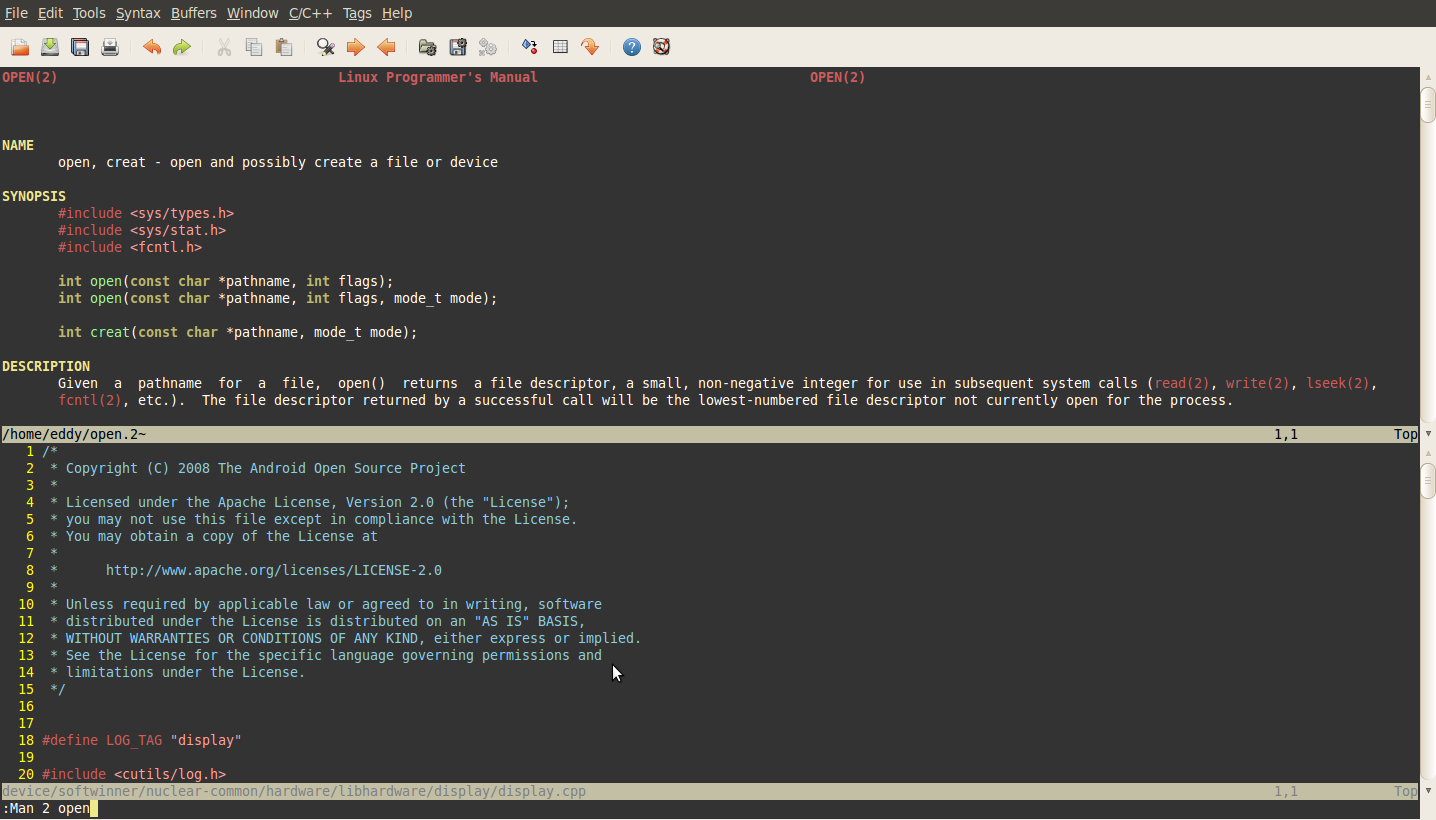 File Edit Tools Syntax Buffers Window C/C++ Tags Help
OPEN(2) Linux Programmer's Manual OPEN(2)
NAME
open, creat - open and possibly create a file or device
SYNOPSIS
#include <sys/types.h>
#include <sys/stat.h>
#include <fcntl.h>
int open(const char *pathname, int flags);
int open(const char *pathname, int flags, mode_t mode);
int creat(const char *pathname, mode_t mode);
DESCRIPTION
Given a pathname for a file, open() returns a file descriptor, a small, non-negative integer for use in subsequent system calls (read(2), write(2), lseek(2),
fcntl(2), etc.). The file descriptor returned by a successful call will be the lowest-numbered file descriptor not currently open for the process.
/home/eddy/open.2~ 1,1 Top
1 /*
2 * Copyright (C) 2008 The Android Open Source Project
3 *
4 * Licensed under the Apache License, Version 2.0 (the "License");
5 * you may not use this file except in compliance with the License.
6 * You may obtain a copy of the License at
7 *
8 * http://www.apache.org/licenses/LICENSE-2.0
9 *
10 * Unless required by applicable law or agreed to in writing, software
11 * distributed under the License is distributed on an "AS IS" BASIS,
12 * WITHOUT WARRANTIES OR CONDITIONS OF ANY KIND, either express or implied.
13 * See the License for the specific language governing permissions and
14 * limitations under the License.
15 */
16
17
18 #define LOG_TAG "display"
19
20 #include <cutils/log.h>
device/softwinner/nuclear-common/hardware/libhardware/display/display.cpp 1,1 Top
:Man 2 open